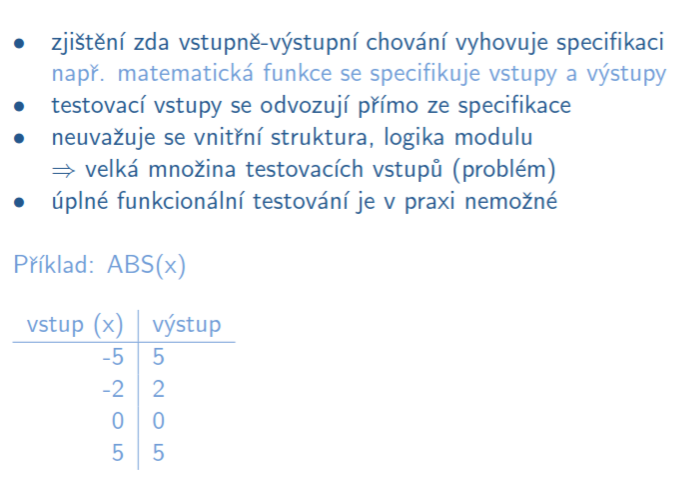 • zjištění zda vstupně-výstupní chování vyhovuje specifikaci
např. matematická funkce se specifikuje vstupy a výstupy
• testovací vstupy se odvozují přímo ze specifikace
• neuvažuje se vnitřní struktura, logika modulu
⇒ velká množina testovacích vstupů (problém)
• úplné funkcionální testování je v praxi nemožné
Příklad: ABS(x)
vstup (x) výstup
-5 5
-2 2
0 0
5 5